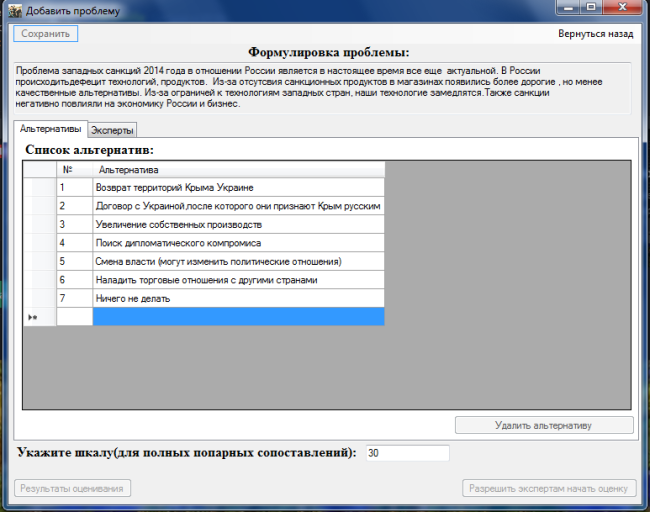 Добавить проблему
Сохранить
Вернуться назад
Формулировка проблемы:
Проблема западных санкций 2014 года в отношении России является в настоящее время все еще актуальной. В России
происходитьдефецит технологий, продуктов. Из-за отсутсвия санкционных продуктов в магазинах появились более дорогие , но менее
качественные альтернативы. Из-за ограничей к технологиям западных стран, наши технологие замедлятся.Также санкции
негативно повлияли на экономику России и бизнес.
Альтернативы Эксперты
Список альтернатив:
№ Альтернатива
1 Возврат территорий Крыма Украине
2 Договор с Украиной,после которого они признают Крым русским
3 Увеличение собственных производств
4 Поиск дипломатического компромиса
5 Смена власти (могут изменить политические отношения)
6 Наладить торговые отношения с другими странами
7 Ничего не делать
Удалить альтернативу
Укажите шкалу(для полных попарных сопоставлений): 30
Результаты оценивания
Разрешить экспертам начать оценку